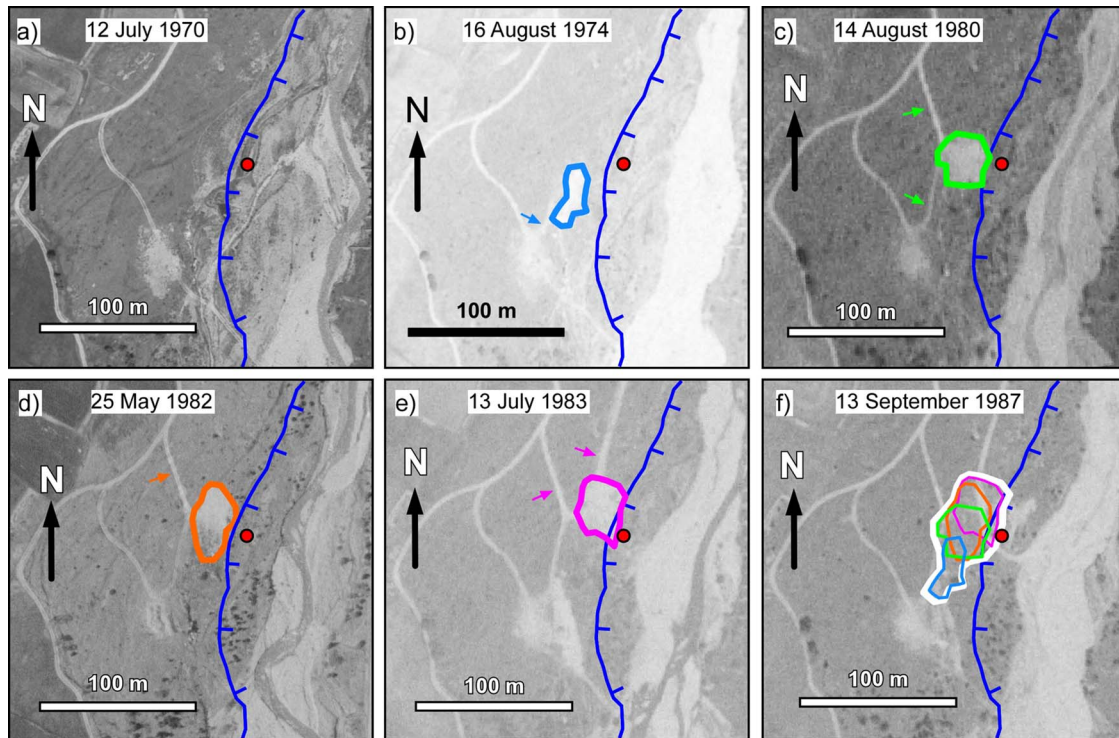 a)
12 July 1970
N
100 m
b)
16 August 1974
N
100 m
c)
14 August 1980
N
100 m
d)
25 May 1982
N
100 m
e)
13 July 1983
N
100 m
f)
13 September 1987
N
100 m